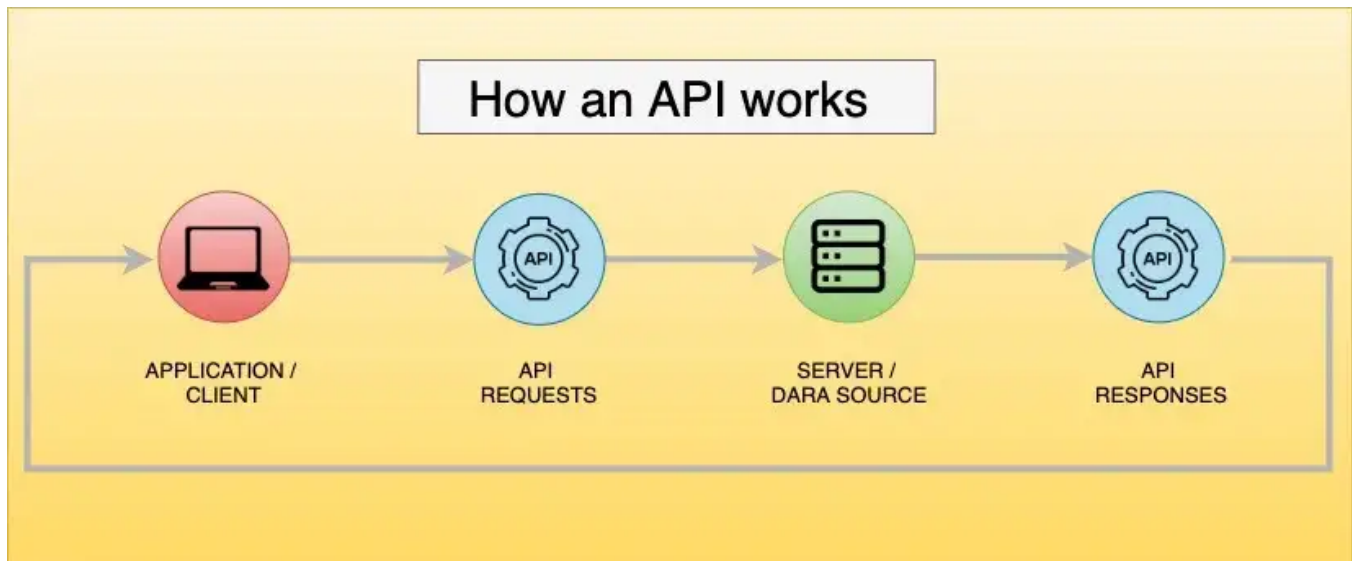 How an API works
API
API
APPLICATION /
CLIENT
API
REQUESTS
SERVER /
DARA SOURCE
API
RESPONSES